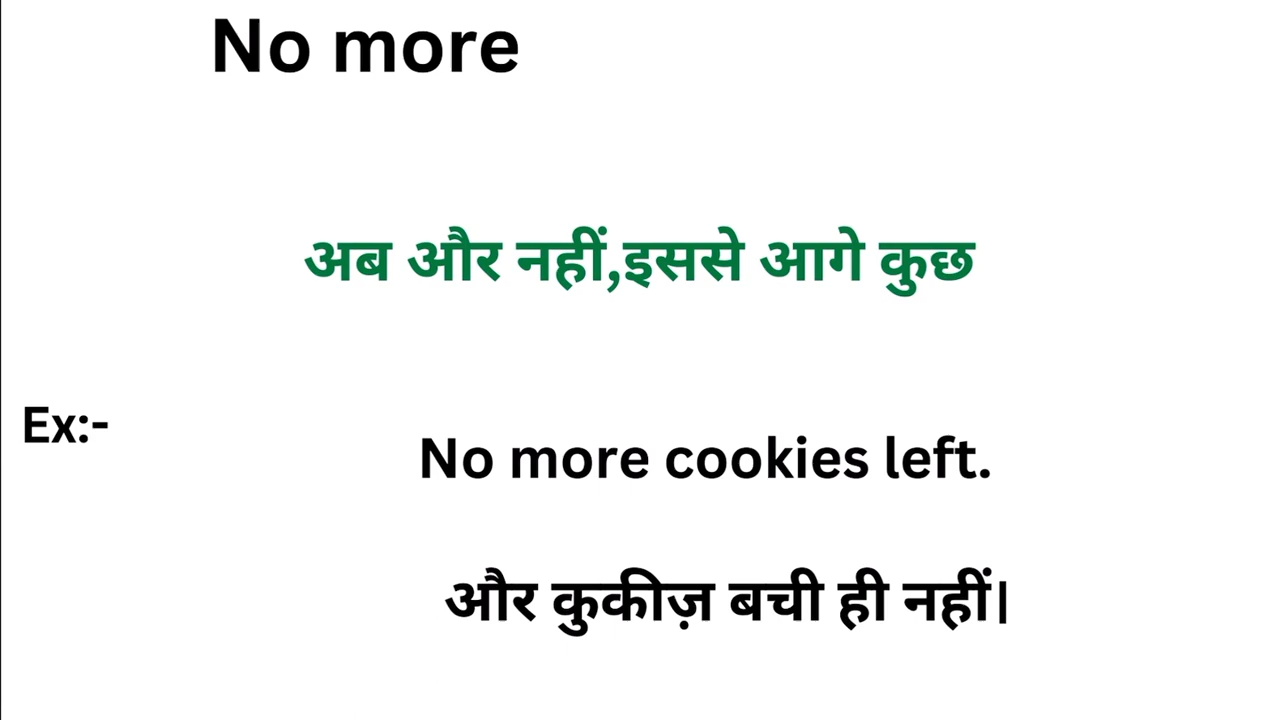 No more
अब और नहीं,इससे आगे कुछ
Ex:-
No more cookies left.
और कुकीज़ बची ही नहीं।